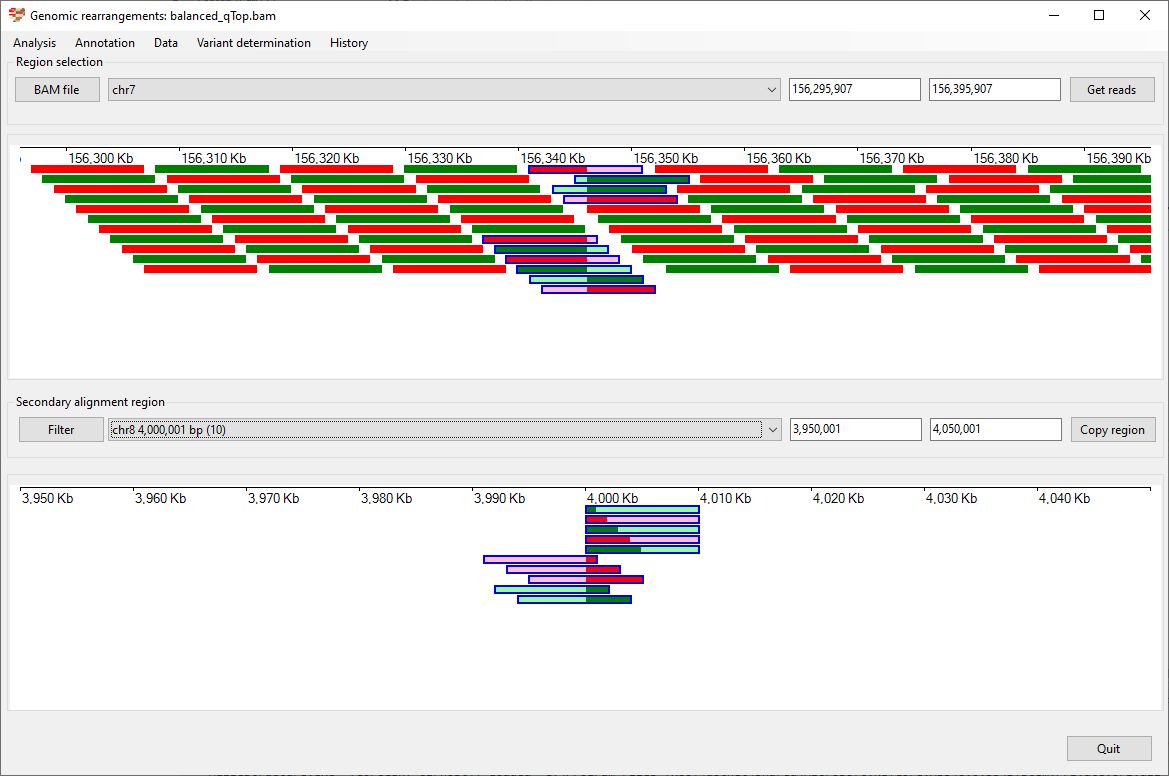 Genomic rearrangements: balanced_qTop.bam
Analysis Annotation Data Variant determination History
Region selection
BAM file chr7 156,295,907 156,395,907 Get reads
156,300 Kb 156,310 Kb 156,320 Kb 156,330 Kb 156,340 Kb 156,350 Kb 156,360 Kb 156,370 Kb 156,380 Kb 156,390 Kb
Secondary alignment region
Filter chr8 4,000,001 bp (10) 3,950,001 4,050,001 Copy region
3,950 Kb 3,960 Kb 3,970 Kb 3,980 Kb 3,990 Kb 4,000 Kb 4,010 Kb 4,020 Kb 4,030 Kb 4,040 Kb
Quit